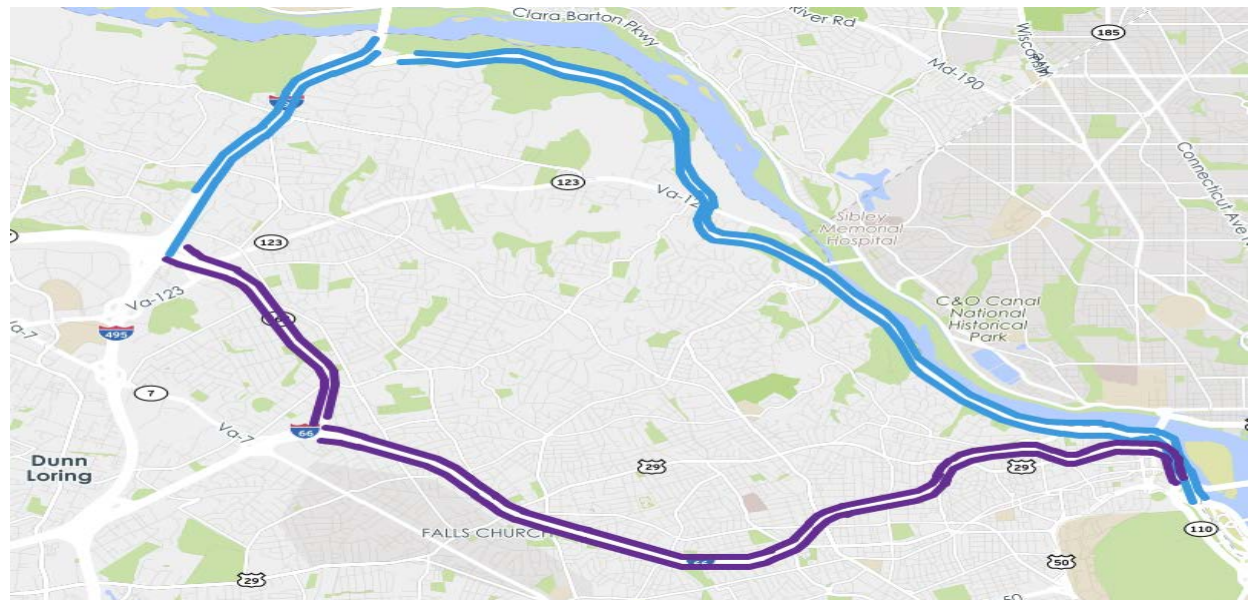 Clara Barton Pkwy
River Rd
Wisconsin
185
Md-190
Connecticut Ave N
123
Va-12
Sibley
Memorial
Hospital
123
Va-123
C&O Canal
National
Historical
Park
495
Va-7
7
Va-7
66
Dunn
Loring
29
29
FALLS CHURCH
110
29
50
50